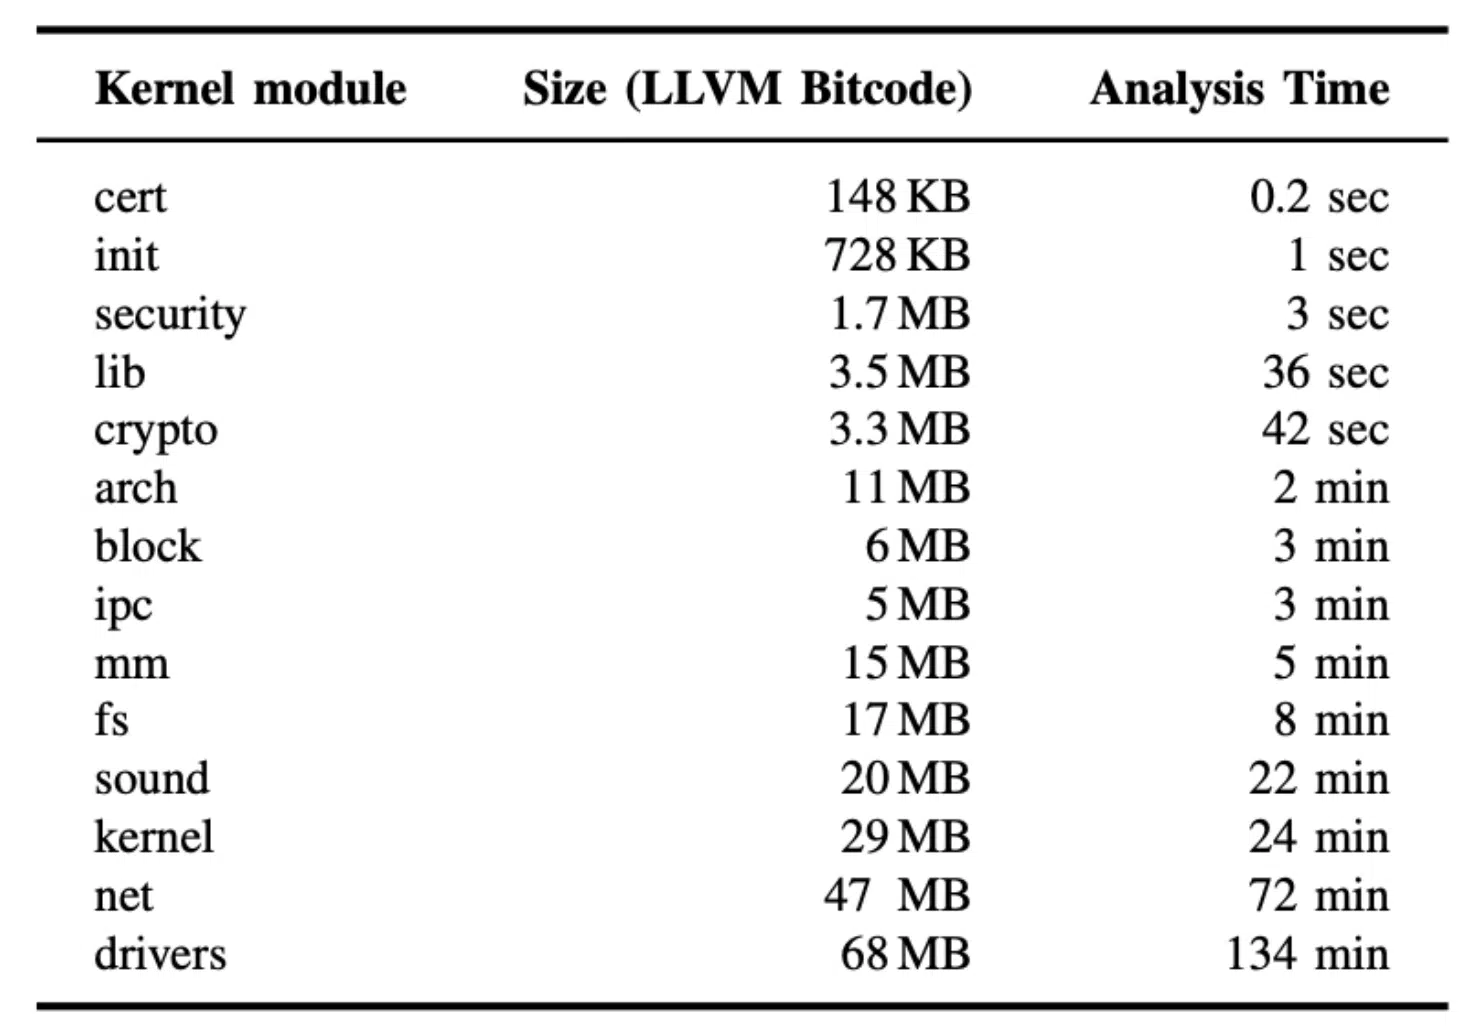 Kernel module Size (LLVM Bitcode) Analysis Time
cert 148 KB 0.2 sec
init 728 KB 1 sec
security 1.7 MB 3 sec
lib 3.5 MB 36 sec
crypto 3.3 MB 42 sec
arch 11 MB 2 min
block 6 MB 3 min
ipc 5 MB 3 min
mm 15 MB 5 min
fs 17 MB 8 min
sound 20 MB 22 min
kernel 29 MB 24 min
net 47 MB 72 min
drivers 68 MB 134 min